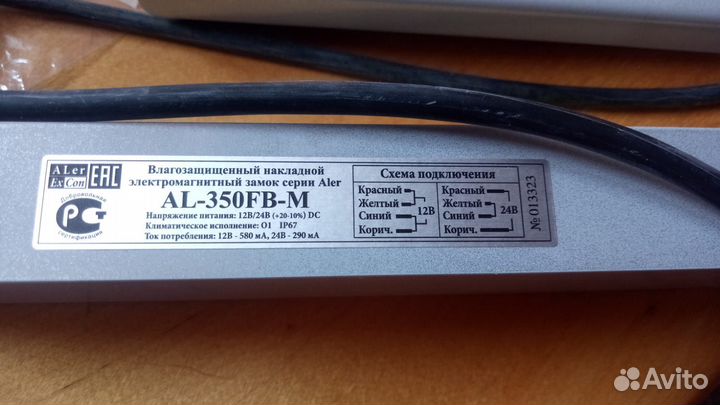 ALer
ExCon
EAC
Добровольная
РСТ
сертификация
Влагозащищенный накладной
электромагнитный замок серии Aler
AL-350FB-M
Напряжение питания: 12В/24В (+20-10%) DC
Климатическое исполнение: О1 IP67
Ток потребления: 12В - 580 мА, 24В - 290 мА
Схема подключения
Красный
Желтый
Синий
Корич.
12В
Красный
Желтый
Синий
Корич.
24В
№ 013323
Avito